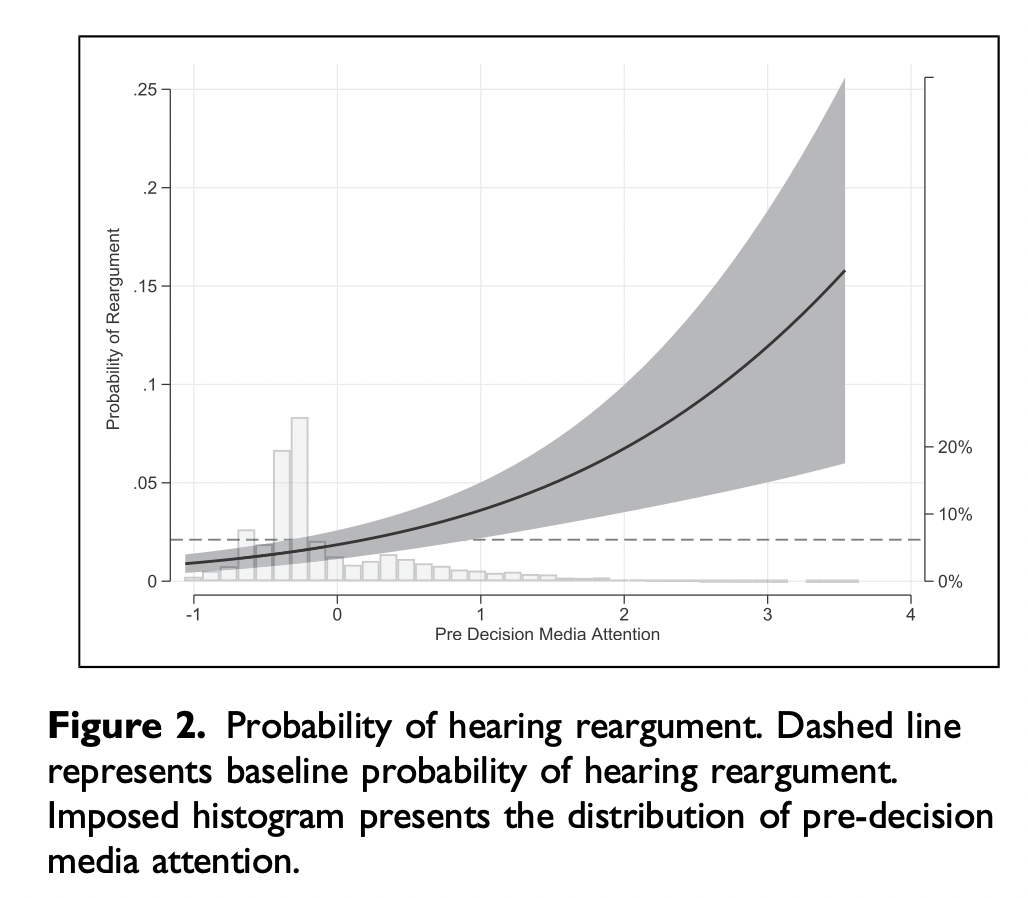 .25
.2
.15
.1
.05
0
Probability of Reargument
20%
10%
0%
-1 0 1 2 3 4
Pre Decision Media Attention
Figure 2. Probability of hearing reargument. Dashed line
represents baseline probability of hearing reargument.
Imposed histogram presents the distribution of pre-decision
media attention.